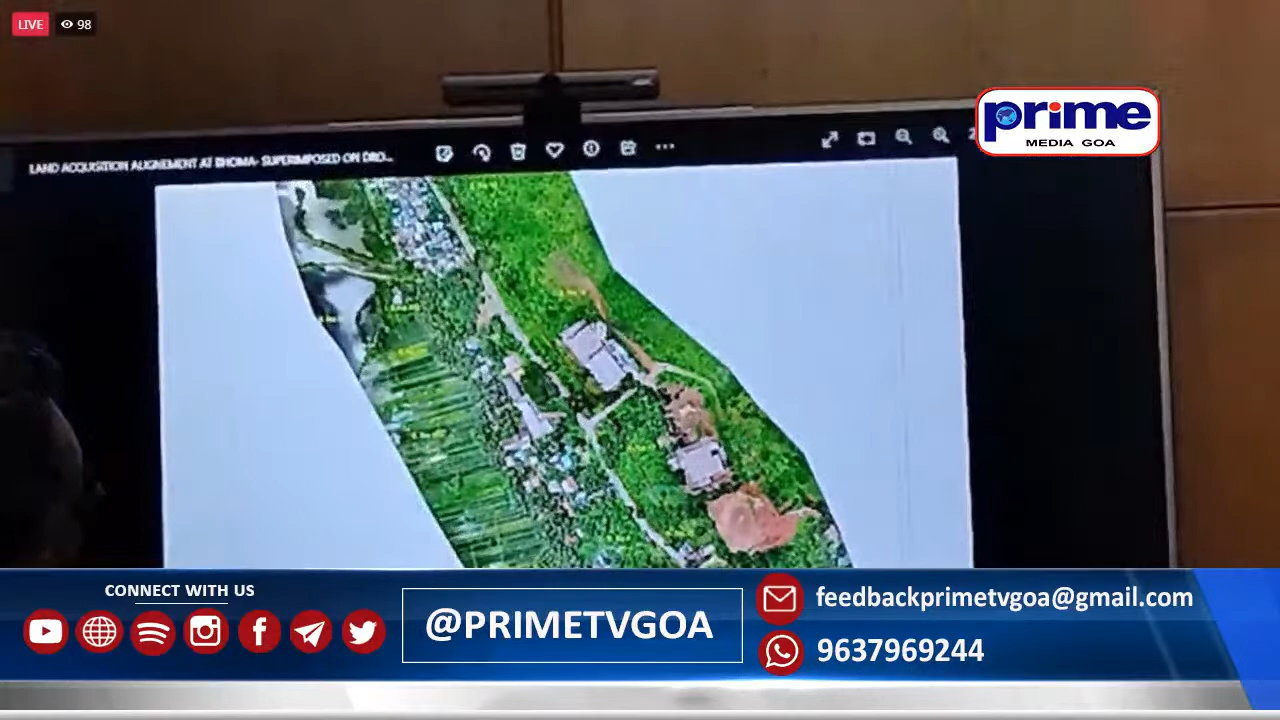 LIVE 98
prime
MEDIA GOA
LAND ACQUISITION ALIGNEMENT AT BHOMA- SUPERIMPOSED ON DRO...
CONNECT WITH US
@PRIMETVGOA
feedbackprimetvgoa@gmail.com
9637969244